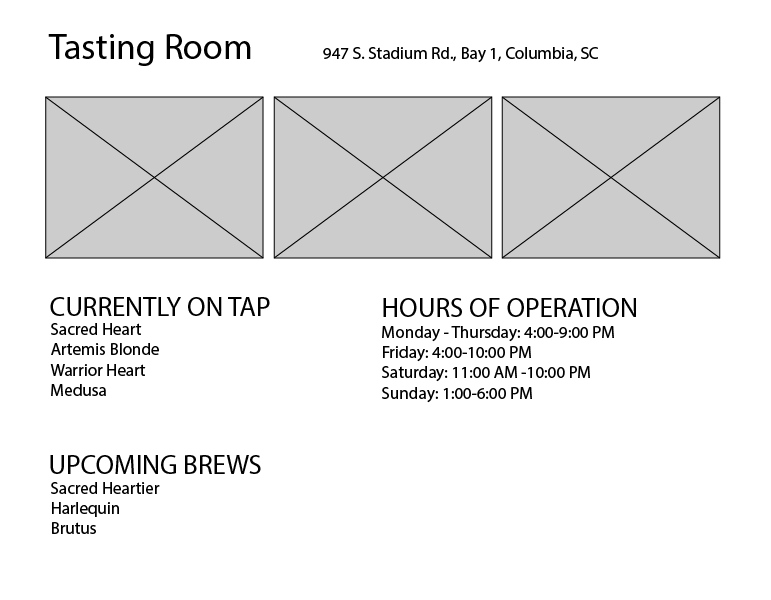 Tasting Room
947 S. Stadium Rd., Bay 1, Columbia, SC
CURRENTLY ON TAP
Sacred Heart
Artemis Blonde
Warrior Heart
Medusa
HOURS OF OPERATION
Monday - Thursday: 4:00-9:00 PM
Friday: 4:00-10:00 PM
Saturday: 11:00 AM -10:00 PM
Sunday: 1:00-6:00 PM
UPCOMING BREWS
Sacred Heartier
Harlequin
Brutus